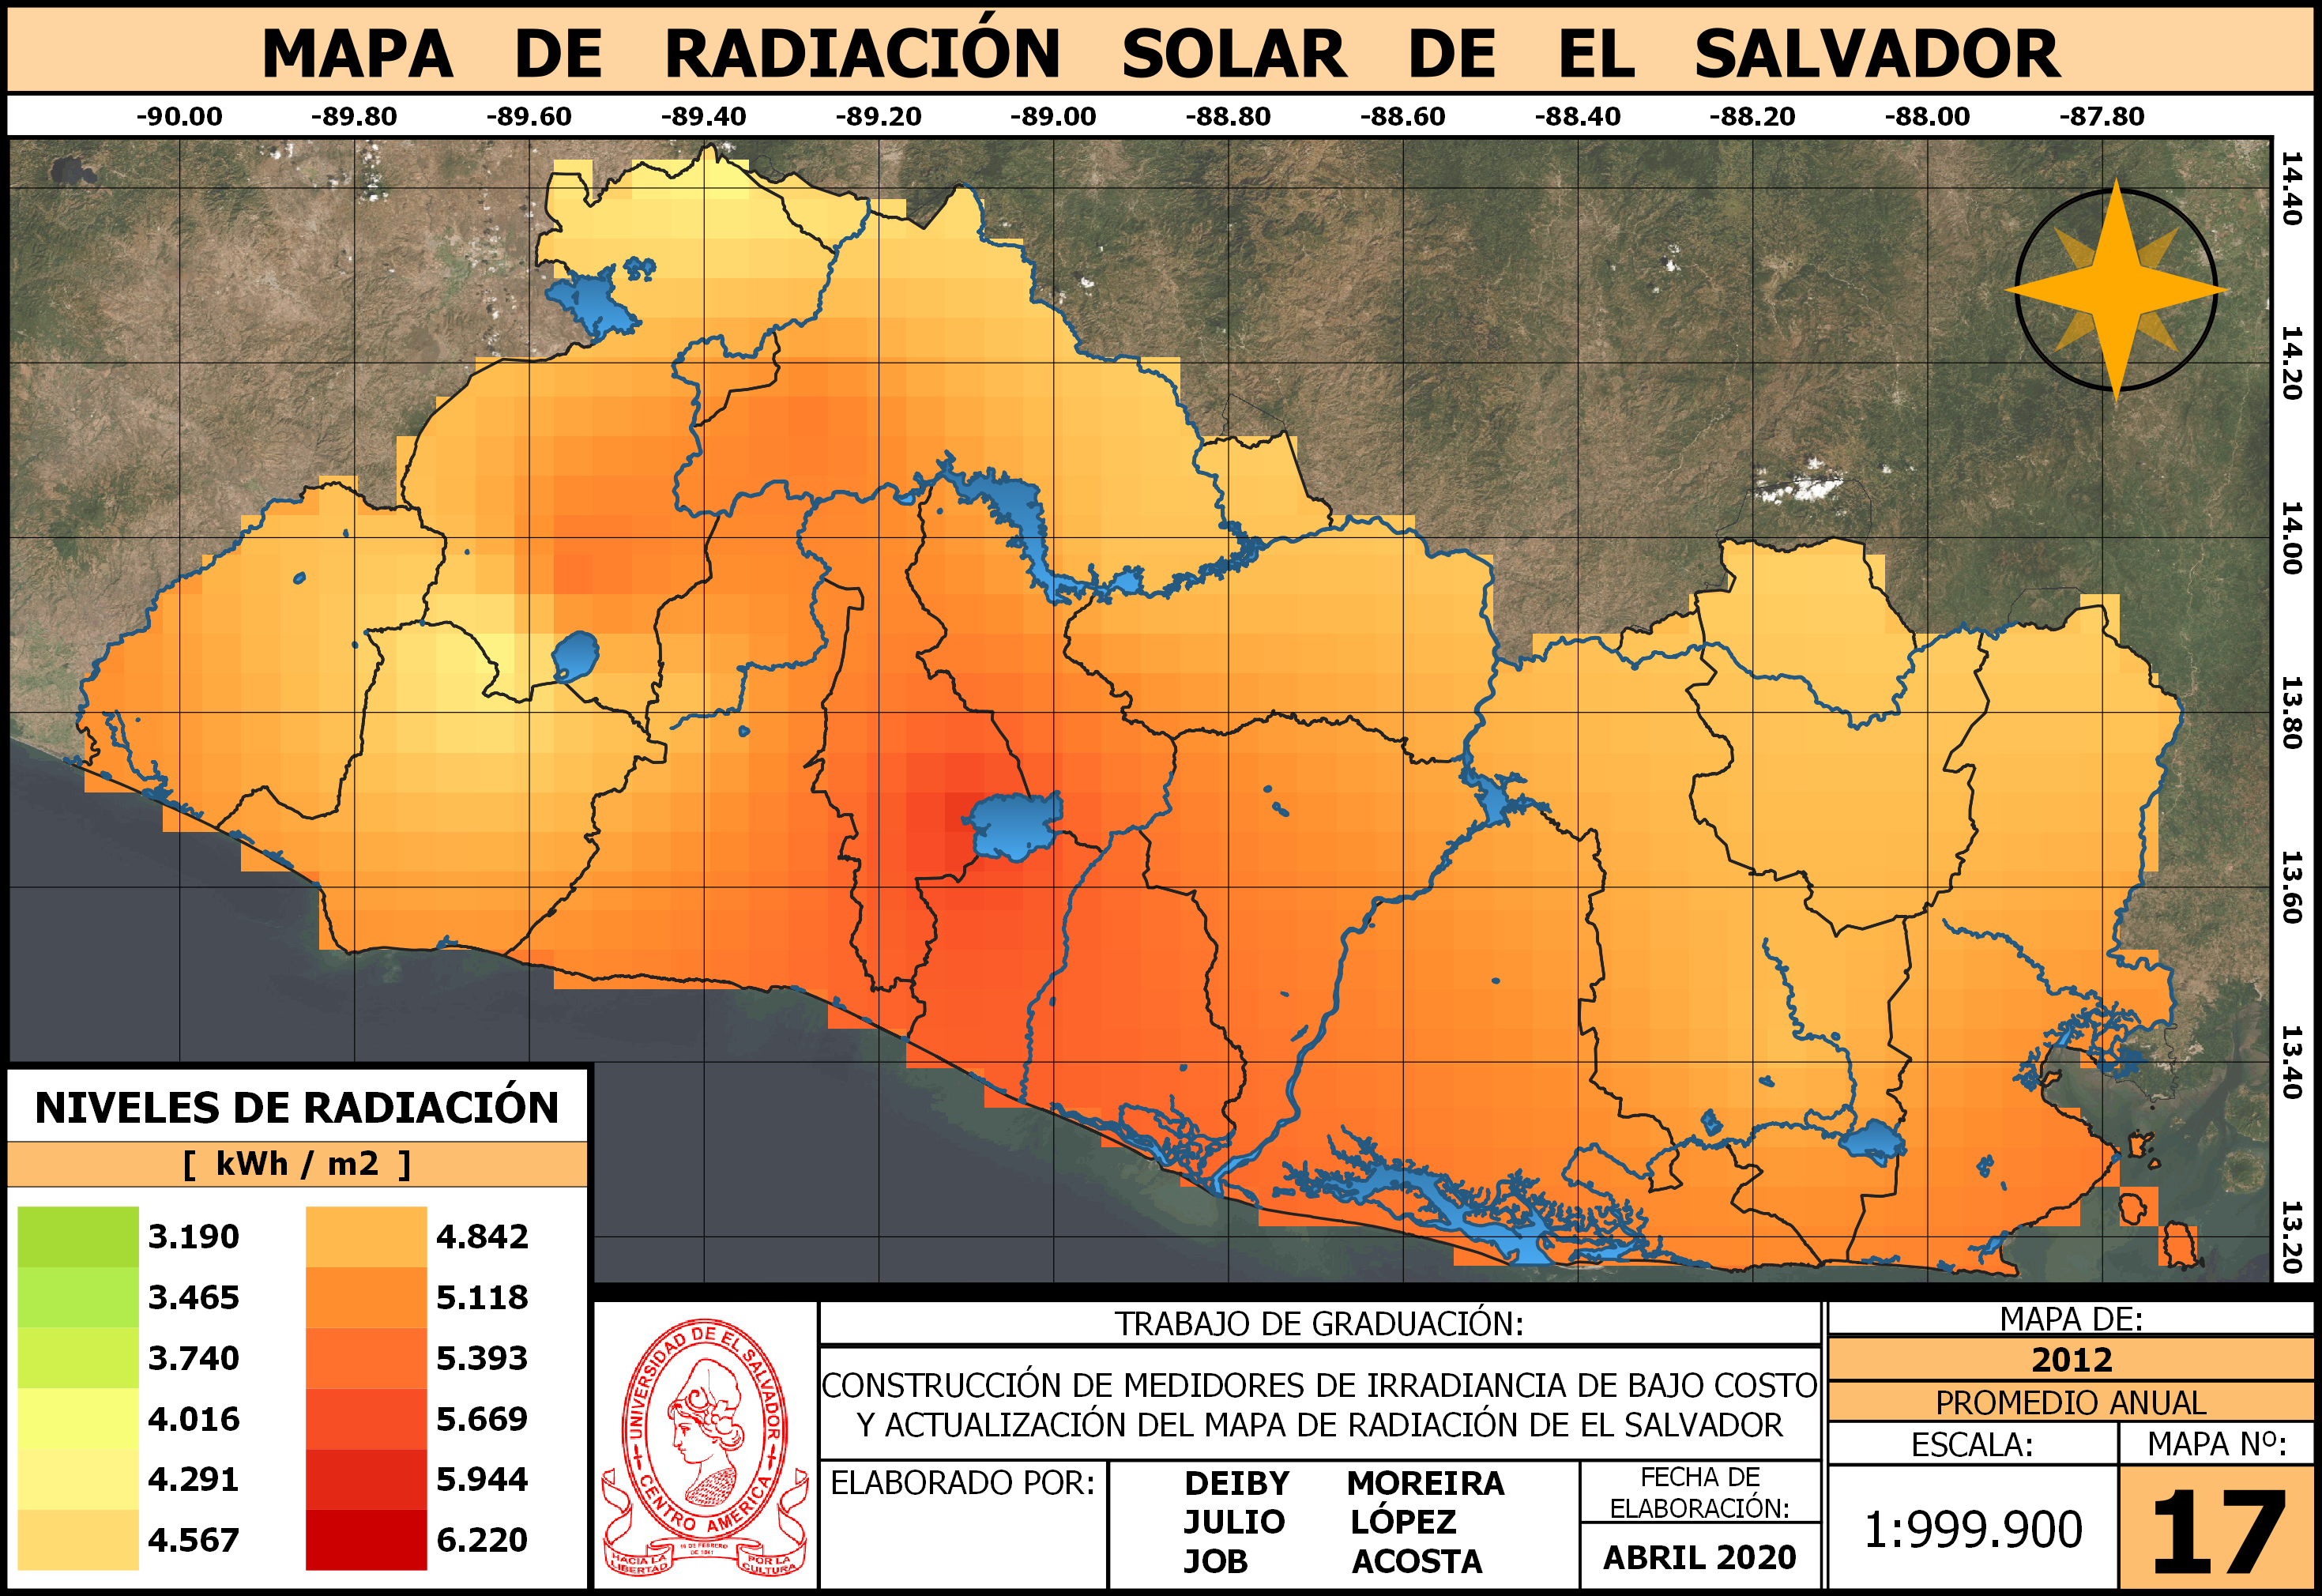 MAPA DE RADIACIÓN SOLAR DE EL SALVADOR
-90.00 -89.80 -89.60 -89.40 -89.20 -89.00 -88.80 -88.60 -88.40 -88.20 -88.00 -87.80
14.40
14.20
14.00
13.80
13.60
13.40
13.20
NIVELES DE RADIACIÓN
[ kWh / m2 ]
3.190 4.842
3.465 5.118
3.740 5.393
4.016 5.669
4.291 5.944
4.567 6.220
UNIVERSIDAD DE EL SALVADOR
CENTRO AMERICA
HACIA LA LIBERTAD
16 DE FEBRERO
DE 1841
POR LA CULTURA
TRABAJO DE GRADUACIÓN:
CONSTRUCCIÓN DE MEDIDORES DE IRRADIANCIA DE BAJO COSTO
Y ACTUALIZACIÓN DEL MAPA DE RADIACIÓN DE EL SALVADOR
ELABORADO POR:
DEIBY MOREIRA
JULIO LÓPEZ
JOB ACOSTA
FECHA DE
ELABORACIÓN:
ABRIL 2020
MAPA DE:
2012
PROMEDIO ANUAL
ESCALA:
1:999.900
MAPA Nº:
17